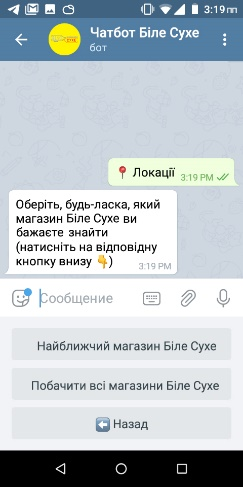 3:19 пп
Чатбот Біле Сухе
бот
📍 Локації
3:19 PM
Оберіть, будь-ласка, який
магазин Біле Сухе ви
бажаєте знайти
(натисніть на відповідну
кнопку внизу 👇)
3:19 PM
Сообщение
Найближчий магазин Біле Сухе
Побачити всі магазини Біле Сухе
⬅️ Назад